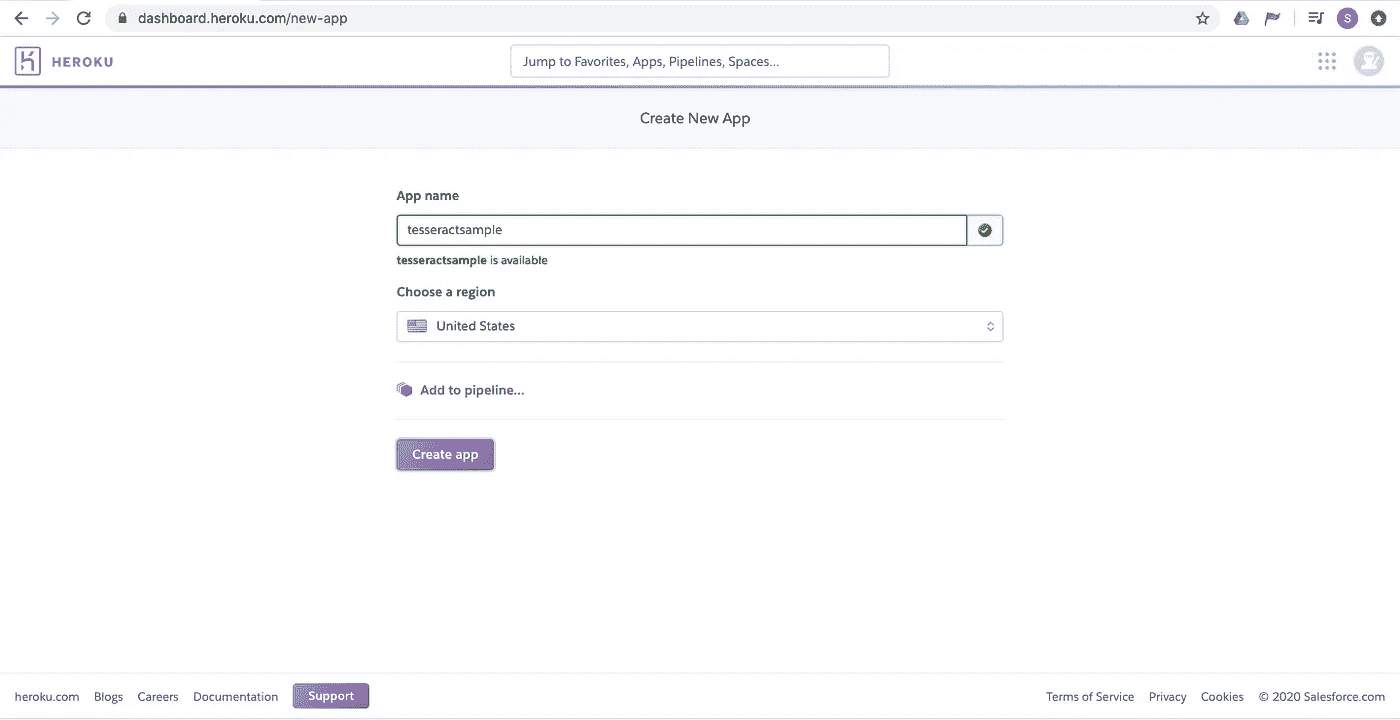 dashboard.heroku.com/new-app
S
HEROKU
Jump to Favorites, Apps, Pipelines, Spaces...
Create New App
App name
tesseractsample
tesseractsample is available
Choose a region
United States
Add to pipeline...
Create app
heroku.com Blogs Careers Documentation Support Terms of Service Privacy Cookies © 2020 Salesforce.com